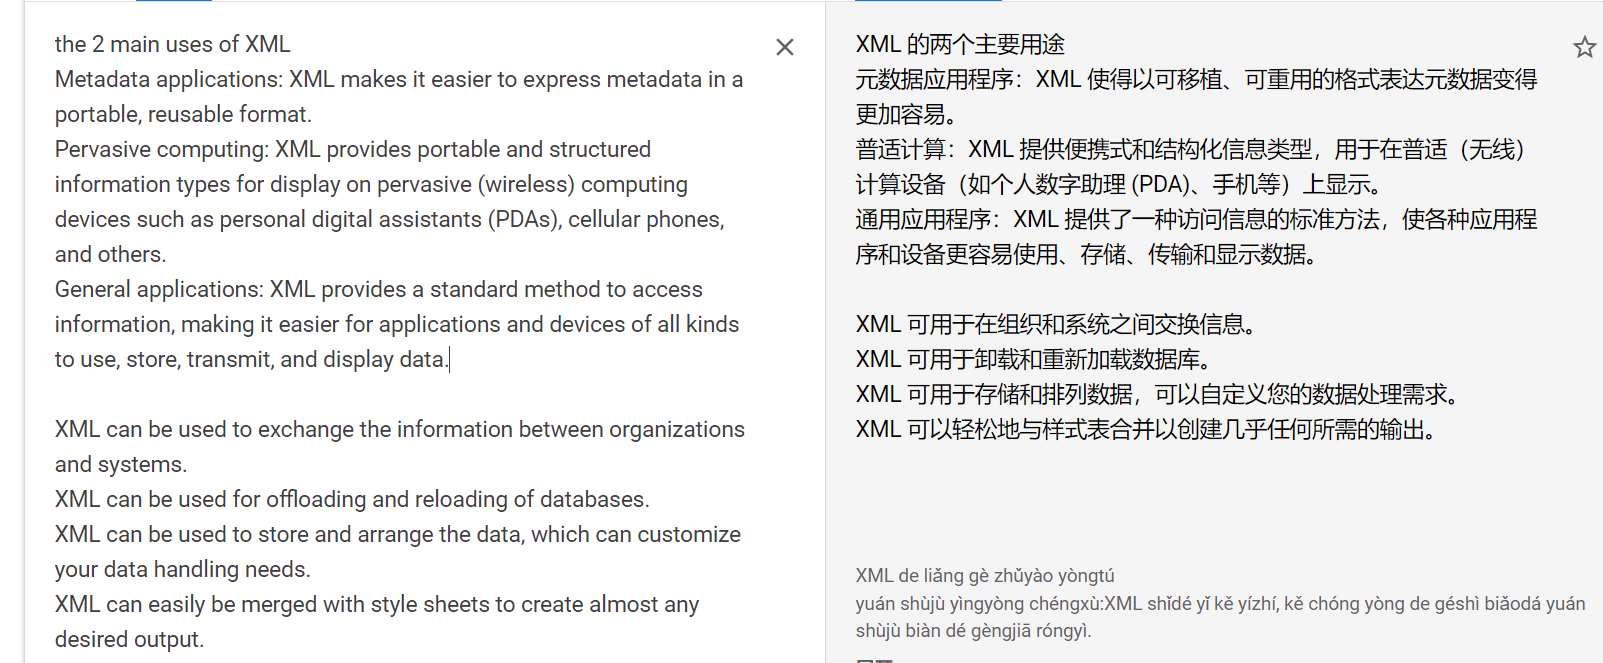 the 2 main uses of XML
Metadata applications: XML makes it easier to express metadata in a
portable, reusable format.
Pervasive computing: XML provides portable and structured
information types for display on pervasive (wireless) computing
devices such as personal digital assistants (PDAs), cellular phones,
and others.
General applications: XML provides a standard method to access
information, making it easier for applications and devices of all kinds
to use, store, transmit, and display data.
XML can be used to exchange the information between organizations
and systems.
XML can be used for offloading and reloading of databases.
XML can be used to store and arrange the data, which can customize
your data handling needs.
XML can easily be merged with style sheets to create almost any
desired output.
XML 的两个主要用途
元数据应用程序：XML 使得以可移植、可重用的格式表达元数据变得
更加容易。
普适计算：XML 提供便携式和结构化信息类型，用于在普适（无线）
计算设备（如个人数字助理 (PDA)、手机等）上显示。
通用应用程序：XML 提供了一种访问信息的标准方法，使各种应用程
序和设备更容易使用、存储、传输和显示数据。
XML 可用于在组织和系统之间交换信息。
XML 可用于卸载和重新加载数据库。
XML 可用于存储和排列数据，可以自定义您的数据处理需求。
XML 可以轻松地与样式表合并以创建几乎任何所需的输出。
XML de liǎng gè zhǔyào yòngtú
yuán shùjù yìngyòng chéngxù:XML shǐdé yǐ kě yízhí, kě chóng yòng de géshì biǎodá yuán
shùjù biàn dé gèngjiā róngyì.